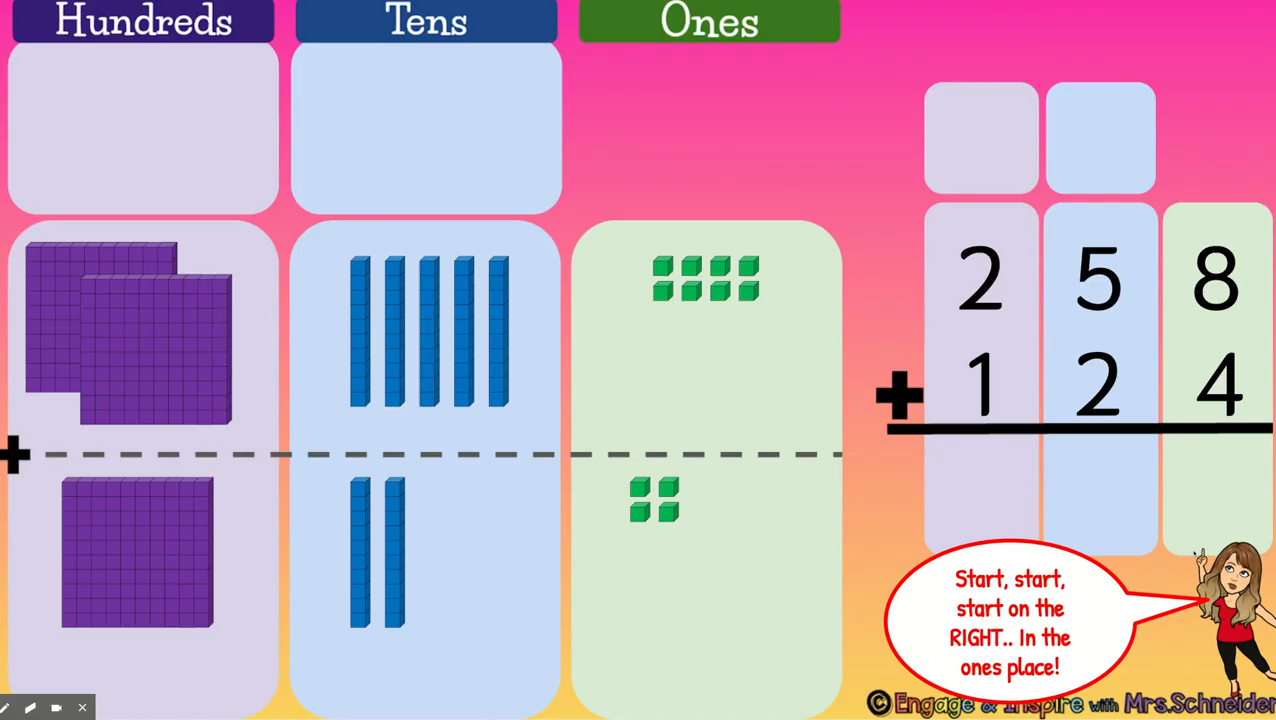 Hundreds Tens Ones
2 5 8
+ 1 2 4
+
Start, start,
start on the
RIGHT.. In the
ones place!
© Engage & Inspire with Mrs.Schneider